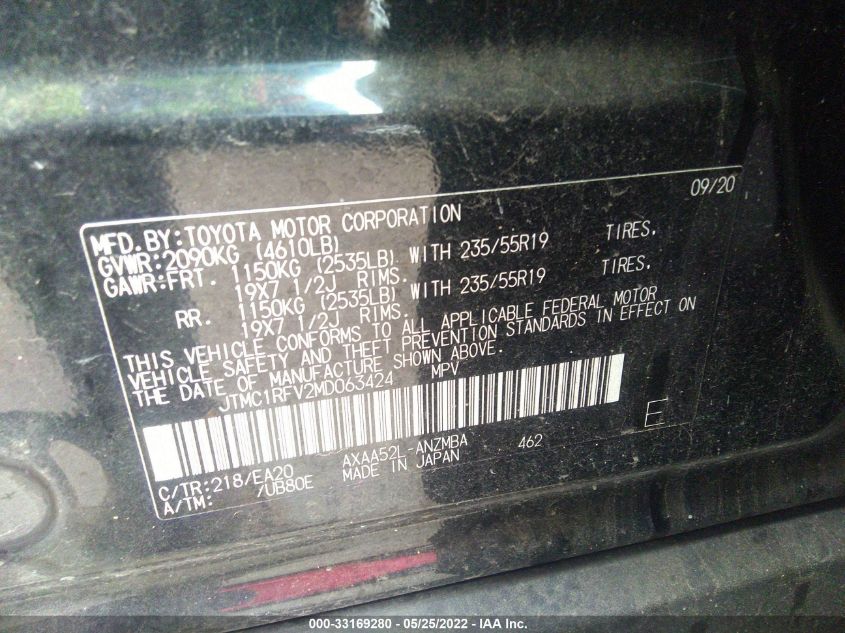 09/20
MFD.BY:TOYOTA MOTOR CORPORATION
GVWR:2090KG (4610LB)
GAWR:FRT. 1150KG (2535LB) WITH 235/55R19 TIRES.
19X7 1/2J RIMS.
RR. 1150KG (2535LB) WITH 235/55R19 TIRES.
19X7 1/2J RIMS.
THIS VEHICLE CONFORMS TO ALL APPLICABLE FEDERAL MOTOR
VEHICLE SAFETY AND THEFT PREVENTION STANDARDS IN EFFECT ON
THE DATE OF MANUFACTURE SHOWN ABOVE.
JTMC1RFV2MD063424 MPV
E
C/TR:218/EA20 AXAA52L-ANZMBA 462
A/TM: /UB80E MADE IN JAPAN
000-33169280 - 05/25/2022 - IAA Inc.